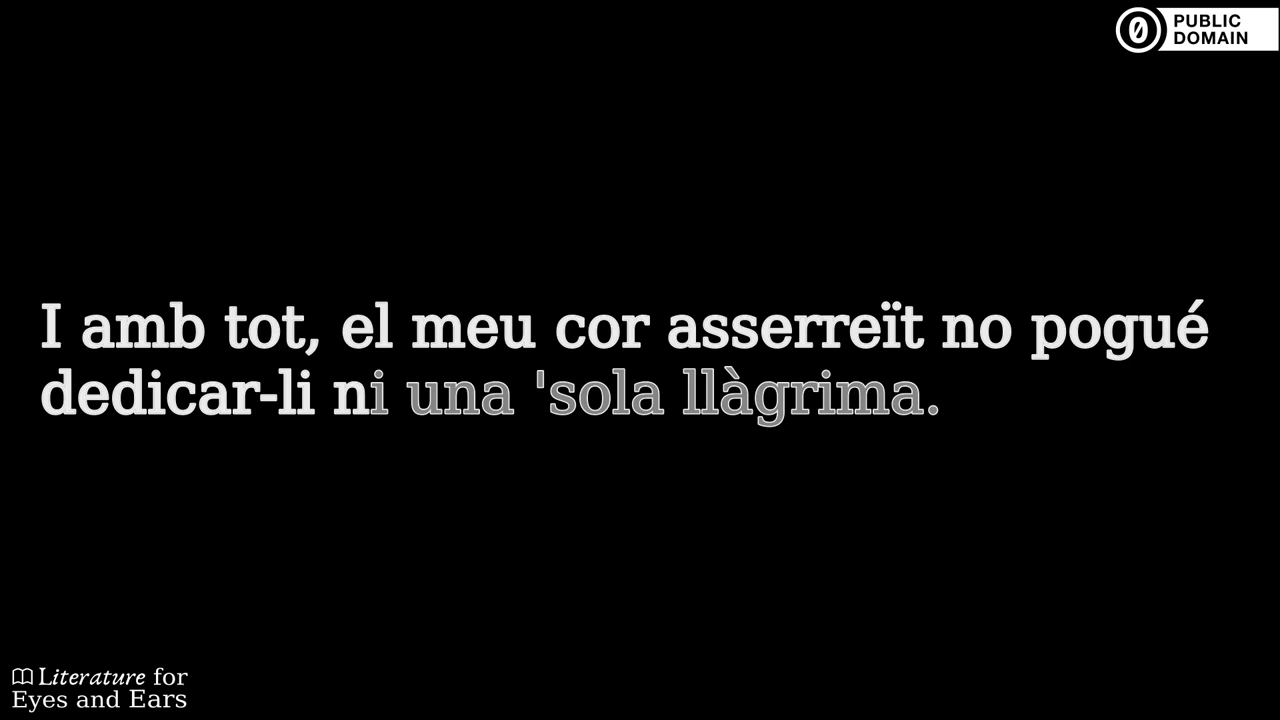 PUBLIC
DOMAIN
I amb tot, el meu cor asserreït no pogué
dedicar-li ni una 'sola llàgrima.
Literature for
Eyes and Ears